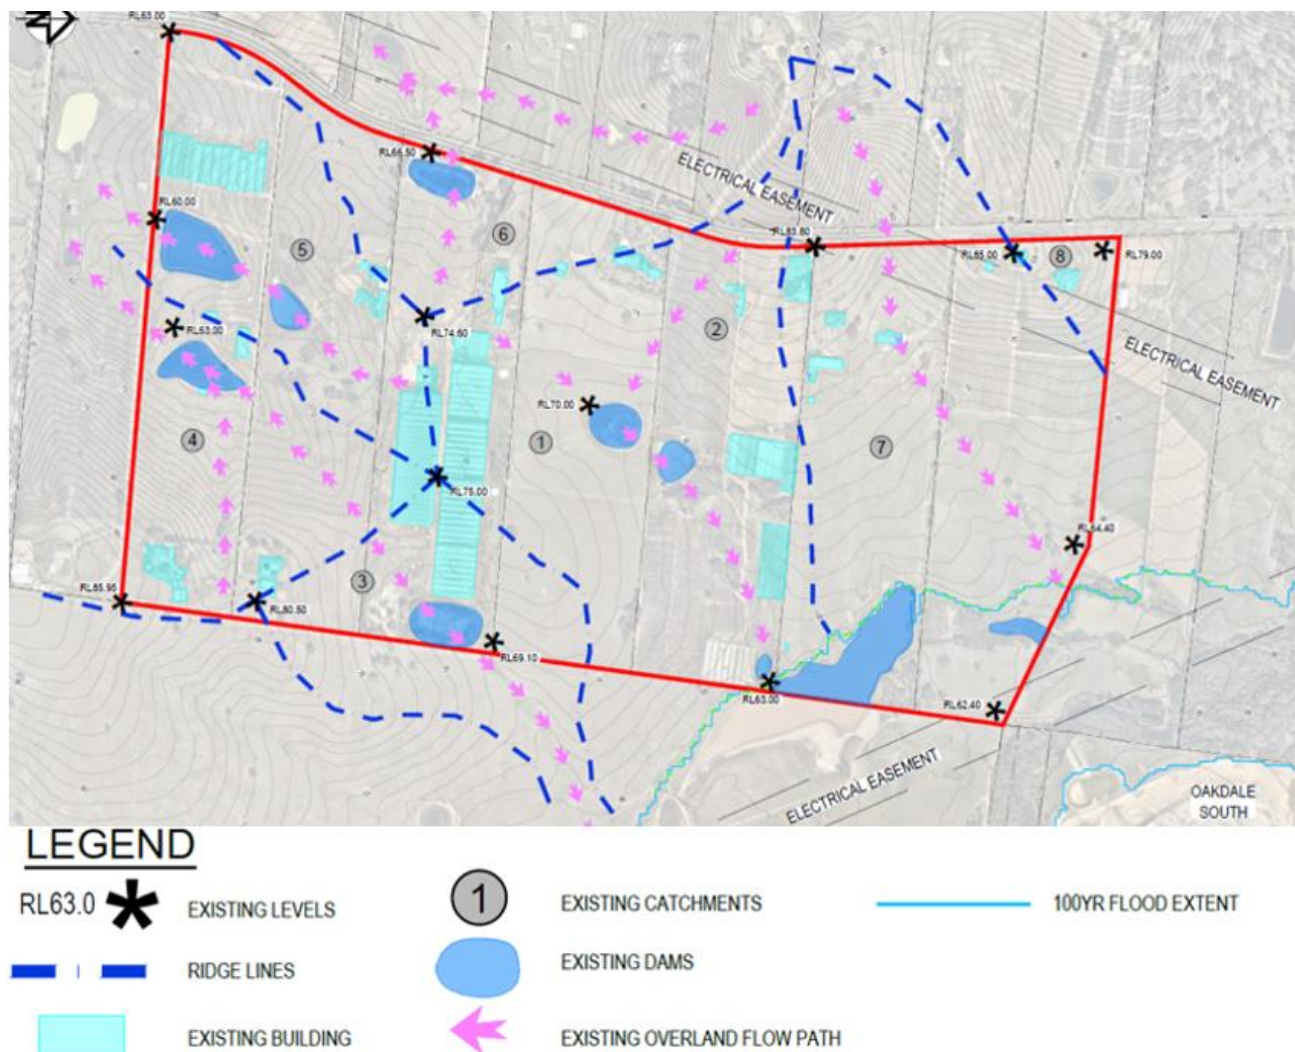 RL63.00
RL66.50
ELECTRICAL EASEMENT
RL60.00
5
6
RL83.80
RL65.00
8
RL79.00
RL63.00
RL74.60
2
ELECTRICAL EASEMENT
RL70.00
4
1
7
RL75.00
RL64.40
3
RL80.50
RL69.10
RL63.00
RL62.40
ELECTRICAL EASEMENT
OAKDALE
SOUTH
LEGEND
RL63.0
EXISTING LEVELS
1
EXISTING CATCHMENTS
100YR FLOOD EXTENT
RIDGE LINES
EXISTING DAMS
EXISTING BUILDING
EXISTING OVERLAND FLOW PATH